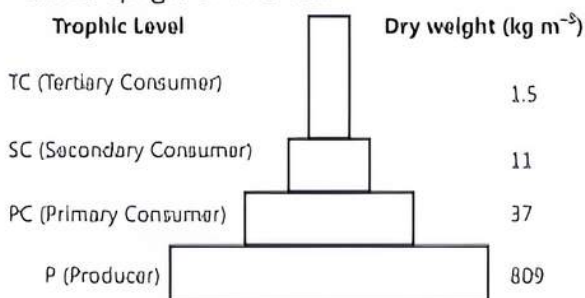 Trophic Level Dry weight (kg m⁻³)
TC (Tertiary Consumer) 1.5
SC (Secondary Consumer) 11
PC (Primary Consumer) 37
P (Producer) 809